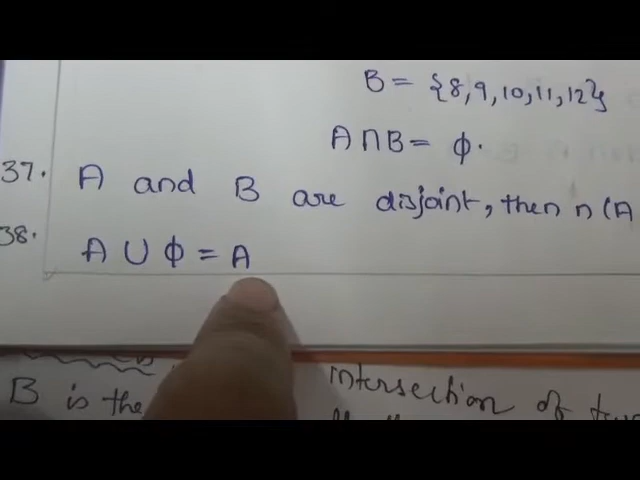 B = {8,9,10,11,12}
A∩B = ϕ.
37. A and B are disjoint, then n(A
38. A ∪ ϕ = A
B is the intersection of